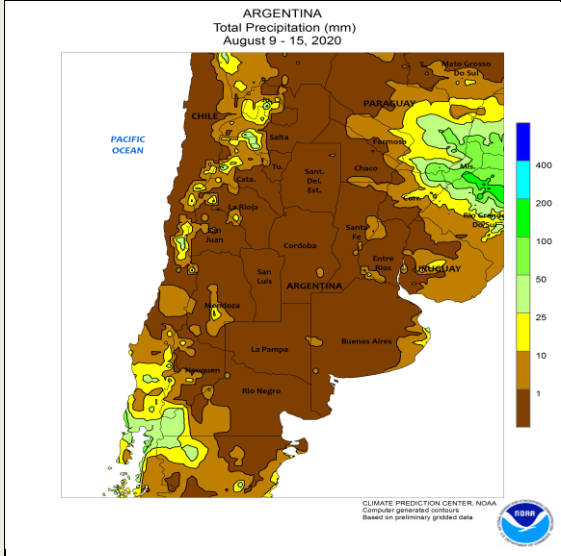 ARGENTINA
Total Precipitation (mm)
August 9 - 15, 2020
Mato Grosso
Do Sul
PARAGUAY
CHILE
PACIFIC
OCEAN
Salta
Formoso
Tu.
Chaco
Mis.
Sant.
Del.
Est.
Cata.
Corr.
La Rioja
Rio Grande
Do Sul
Santa
Fe
San
Juan
Cordoba
Entre
Rios
URUGUAY
San
Luis
ARGENTINA
Mendoza
Buenos Aires
La Pampa
Neuquen
Rio Negro
400
200
100
50
25
10
1
CLIMATE PREDICTION CENTER, NOAA
Computer generated contours
Based on preliminary gridded data
NOAA